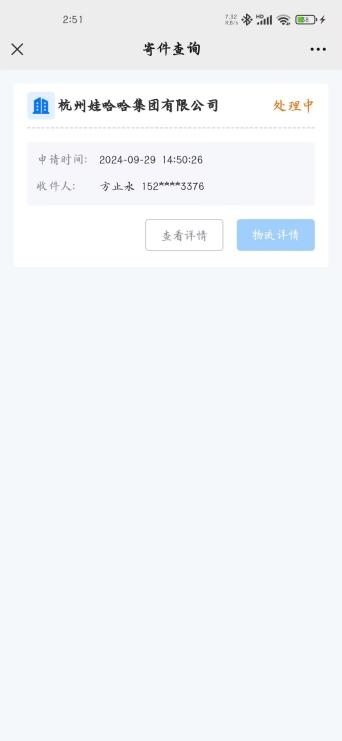 2:51
7.32 KB/s HD 58
寄件查询
杭州娃哈哈集团有限公司 处理中
申请时间: 2024-09-29 14:50:26
收件人: 方止永 152****3376
查看详情 物流详情